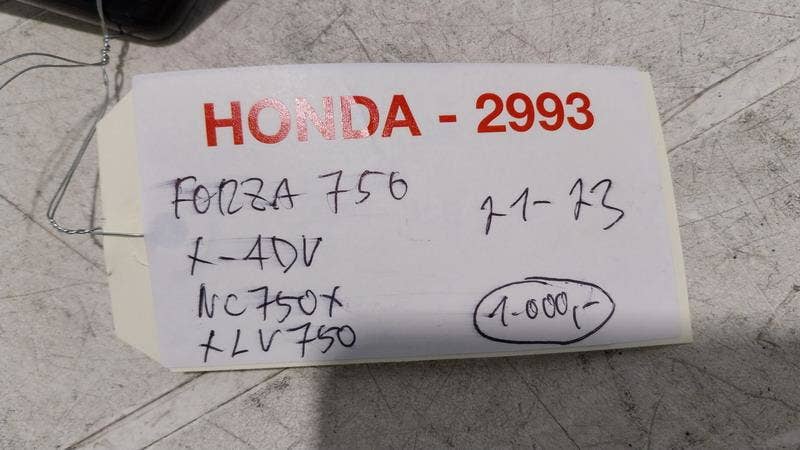 HONDA - 2993
FORZA 750
21-23
X-ADV
NC750X
1.000,-
XLV750